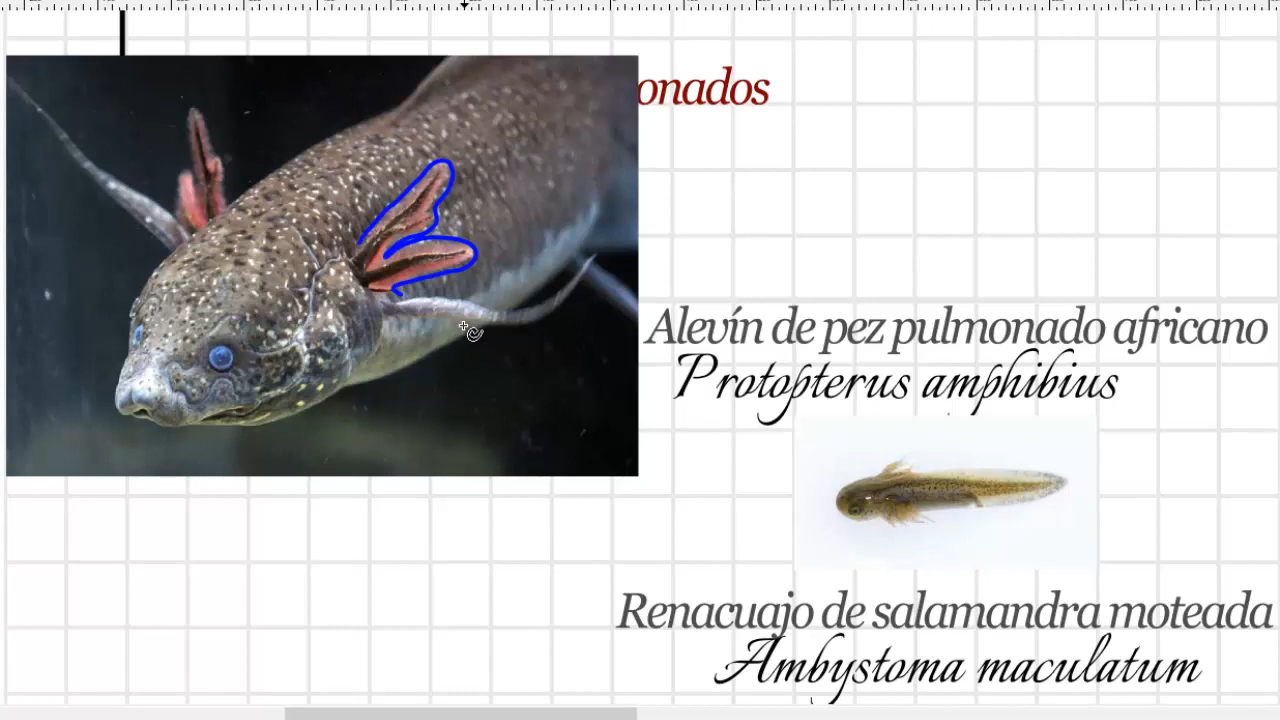 onados
Alevín de pez pulmonado africano
Protopterus amphibius
Renacuajo de salamandra moteada
Ambystoma maculatum